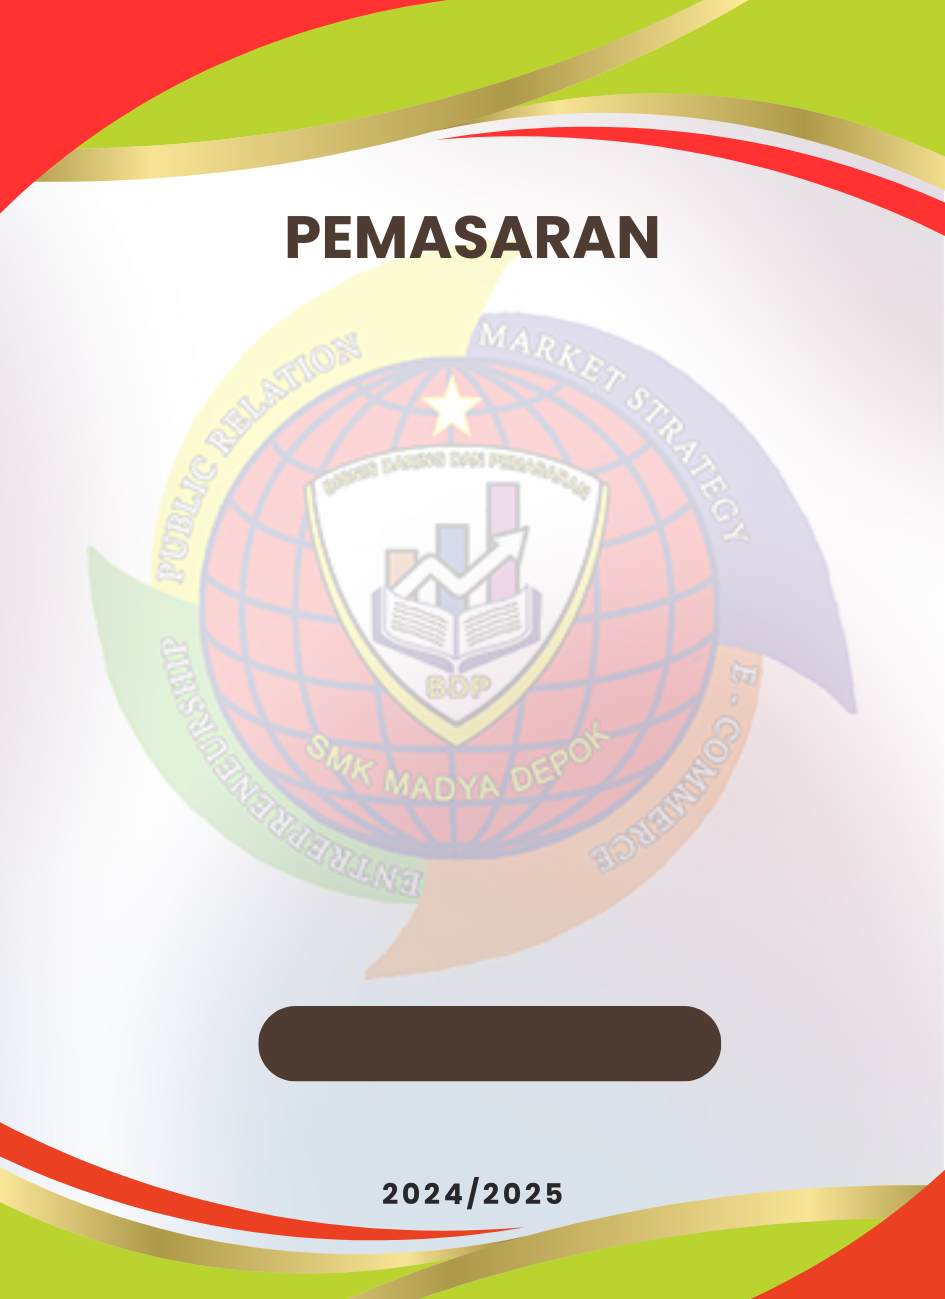 PEMASARAN
PUBLIC RELATION
MARKET STRATEGY
BISNIS DARING DAN PEMASARAN
BDP
SMK MADYA DEPOK
E - COMMERCE
ENTREPRENEURSHIP
2024/2025